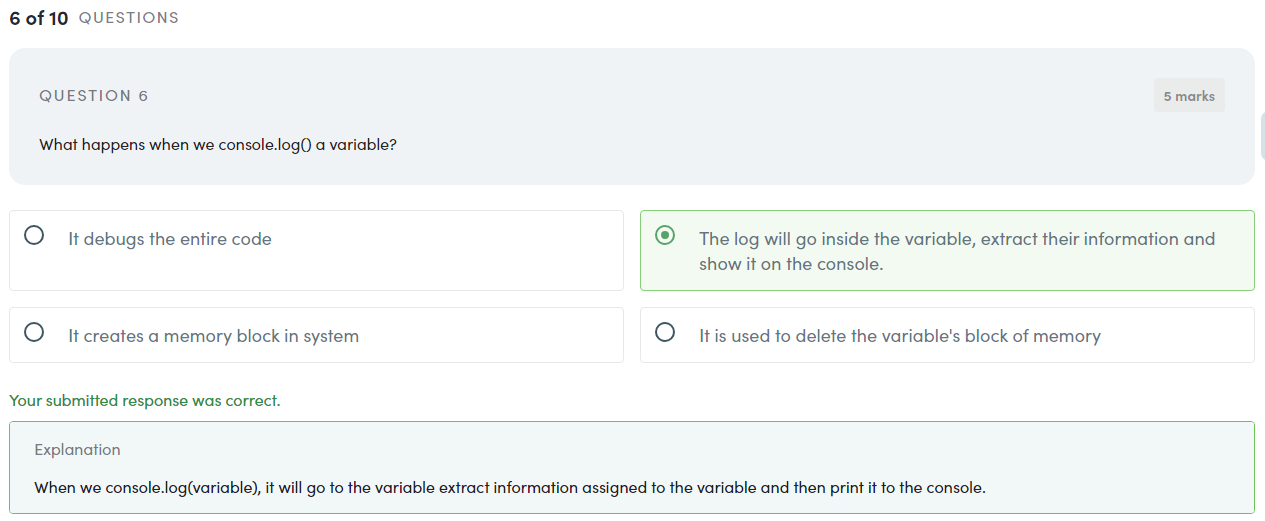 6 of 10 QUESTIONS
QUESTION 6
5 marks
What happens when we console.log() a variable?
It debugs the entire code
The log will go inside the variable, extract their information and
show it on the console.
It creates a memory block in system
It is used to delete the variable's block of memory
Your submitted response was correct.
Explanation
When we console.log(variable), it will go to the variable extract information assigned to the variable and then print it to the console.